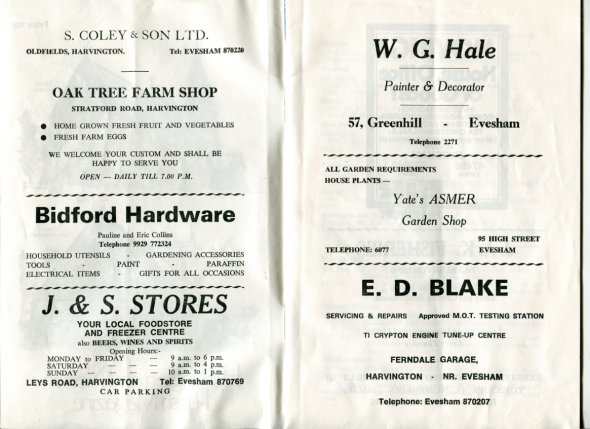 S. COLEY & SON LTD.
OLDFIELDS, HARVINGTON. Tel: EVESHAM 870220
OAK TREE FARM SHOP
STRATFORD ROAD, HARVINGTON
● HOME GROWN FRESH FRUIT AND VEGETABLES
● FRESH FARM EGGS
WE WELCOME YOUR CUSTOM AND SHALL BE
HAPPY TO SERVE YOU
OPEN — DAILY TILL 7.00 P.M.
Bidford Hardware
Pauline and Eric Collins
Telephone 9929 772324
HOUSEHOLD UTENSILS - GARDENING ACCESSORIES
TOOLS - PAINT - PARAFFIN
ELECTRICAL ITEMS - GIFTS FOR ALL OCCASIONS
J. & S. STORES
YOUR LOCAL FOODSTORE
AND FREEZER CENTRE
also BEERS, WINES AND SPIRITS
Opening Hours:-
MONDAY to FRIDAY — — 9 a.m. to 6 p.m.
SATURDAY — — — — 9 a.m. to 4 p.m.
SUNDAY — — — — 10 a.m. to 1 p.m.
LEYS ROAD, HARVINGTON Tel: Evesham 870769
CAR PARKING
W. G. Hale
Painter & Decorator
57, Greenhill - Evesham
Telephone 2271
ALL GARDEN REQUIREMENTS
HOUSE PLANTS —
Yate's ASMER
Garden Shop
95 HIGH STREET
TELEPHONE: 6077 EVESHAM
E. D. BLAKE
SERVICING & REPAIRS Approved M.O.T. TESTING STATION
TI CRYPTON ENGINE TUNE-UP CENTRE
FERNDALE GARAGE,
HARVINGTON - NR. EVESHAM
Telephone: Evesham 870207